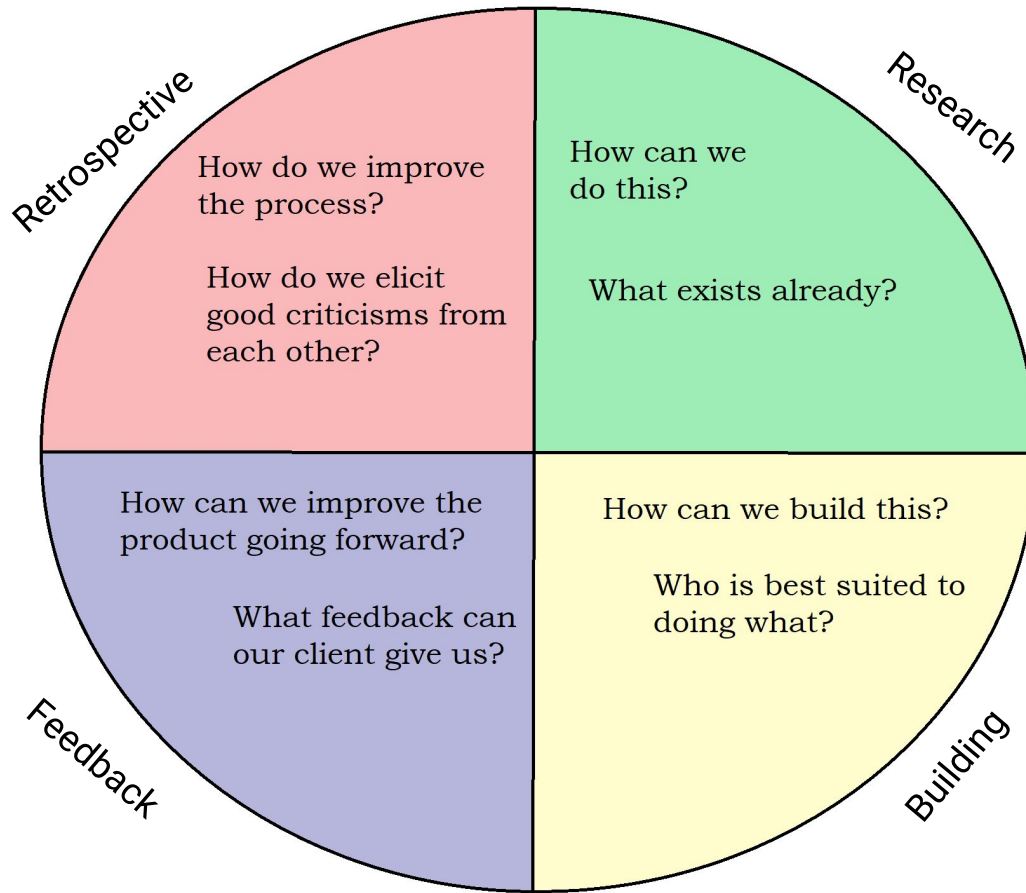 Retrospective
How do we improve
the process?
How do we elicit
good criticisms from
each other?
Research
How can we
do this?
What exists already?
Feedback
How can we improve the
product going forward?
What feedback can
our client give us?
Building
How can we build this?
Who is best suited to
doing what?